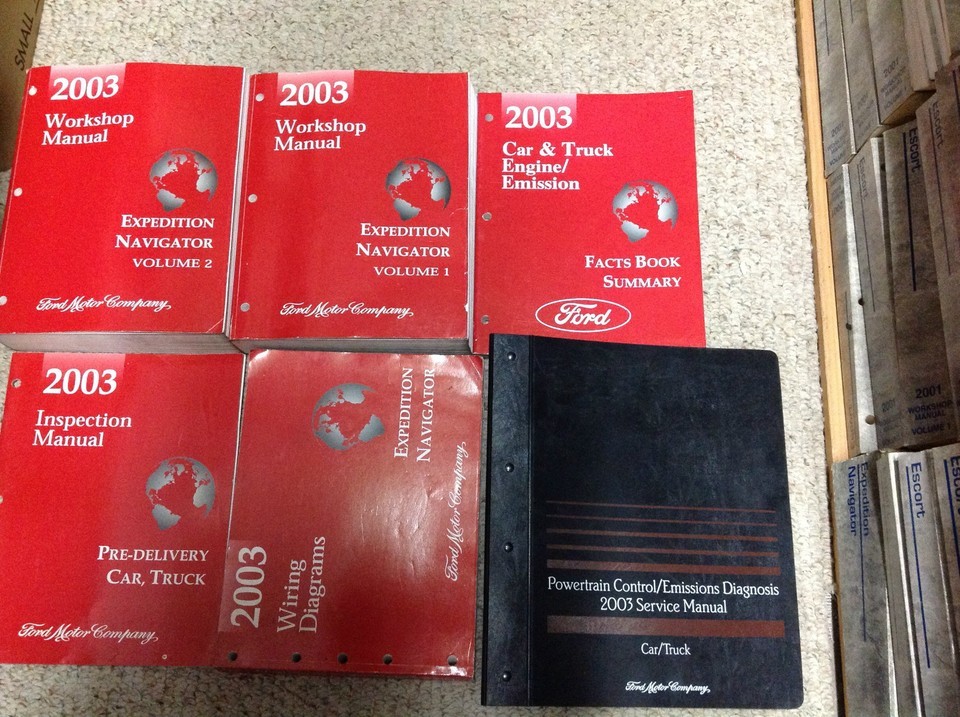 SMALL
2003
Workshop
Manual
EXPEDITION
NAVIGATOR
VOLUME 2
Ford Motor Company,
2003
Workshop
Manual
EXPEDITION
NAVIGATOR
VOLUME 1
Ford Motor Company,
2003
Car & Truck
Engine/
Emission
FACTS BOOK
SUMMARY
Ford
2003
Inspection
Manual
PRE-DELIVERY
CAR, TRUCK
Ford Motor Company,
EXPEDITION
NAVIGATOR
2003
Wiring
Diagrams
Ford Motor Company,
Powertrain Control/Emissions Diagnosis
2003 Service Manual
Car/Truck
Ford Motor Company,
2001
Escort
Escort
2001
2001
WORKSHOP
MANUAL
VOLUME 1
Expedition
Navigator
Escort